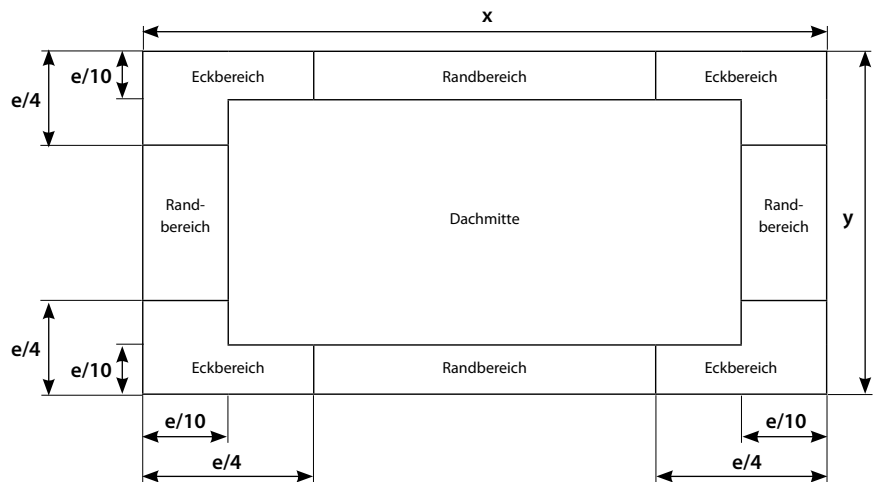 x
e/10
Eckbereich
Randbereich
Eckbereich
e/4
Rand-
bereich
Dachmitte
Rand-
bereich
y
e/4
e/10
Eckbereich
Randbereich
Eckbereich
e/10
e/10
e/4
e/4